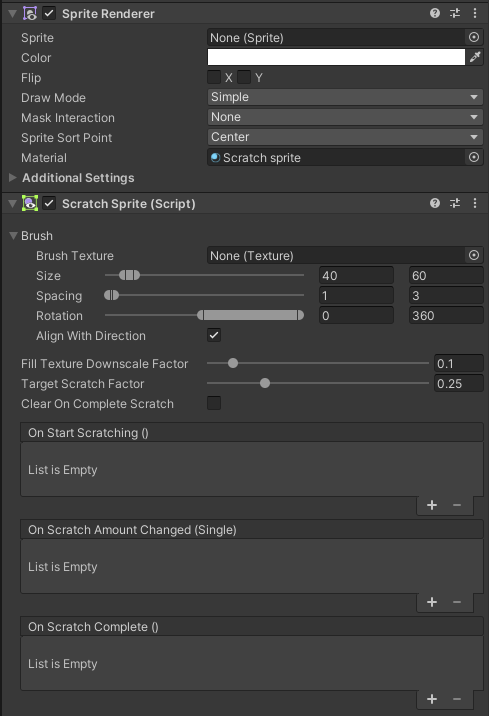 Sprite Renderer
Sprite None (Sprite)
Color
Flip X Y
Draw Mode Simple
Mask Interaction None
Sprite Sort Point Center
Material Scratch sprite
Additional Settings
Scratch Sprite (Script)
Brush
Brush Texture None (Texture)
Size 40 60
Spacing 1 3
Rotation 0 360
Align With Direction
Fill Texture Downscale Factor 0.1
Target Scratch Factor 0.25
Clear On Complete Scratch
On Start Scratching ()
List is Empty
+ −
On Scratch Amount Changed (Single)
List is Empty
+ −
On Scratch Complete ()
List is Empty
+ −